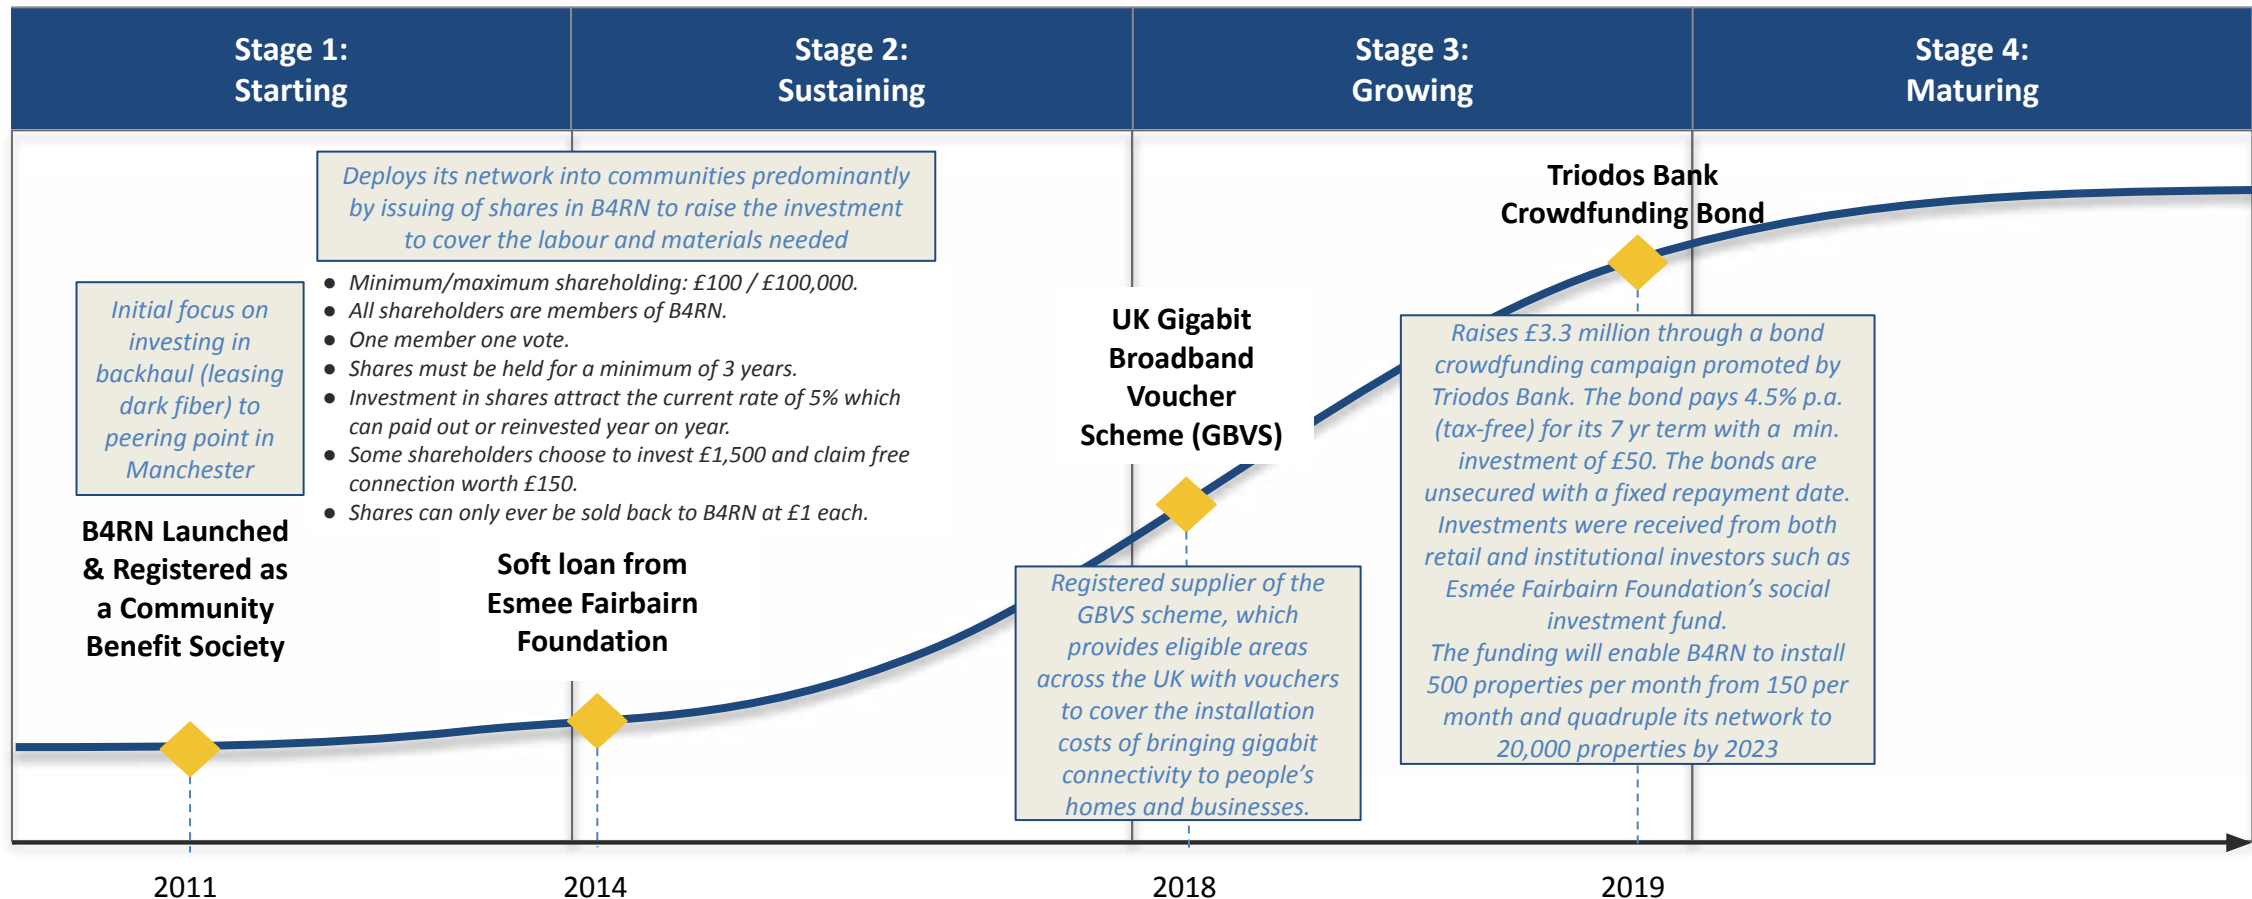 Stage 1:
Starting
Stage 2:
Sustaining
Stage 3:
Growing
Stage 4:
Maturing
Deploys its network into communities predominantly
by issuing of shares in B4RN to raise the investment
to cover the labour and materials needed
● Minimum/maximum shareholding: £100 / £100,000.
● All shareholders are members of B4RN.
● One member one vote.
● Shares must be held for a minimum of 3 years.
● Investment in shares attract the current rate of 5% which
can paid out or reinvested year on year.
● Some shareholders choose to invest £1,500 and claim free
connection worth £150.
● Shares can only ever be sold back to B4RN at £1 each.
Initial focus on
investing in
backhaul (leasing
dark fiber) to
peering point in
Manchester
B4RN Launched
& Registered as
a Community
Benefit Society
Soft loan from
Esmee Fairbairn
Foundation
UK Gigabit
Broadband
Voucher
Scheme (GBVS)
Registered supplier of the
GBVS scheme, which
provides eligible areas
across the UK with vouchers
to cover the installation
costs of bringing gigabit
connectivity to people’s
homes and businesses.
Triodos Bank
Crowdfunding Bond
Raises £3.3 million through a bond
crowdfunding campaign promoted by
Triodos Bank. The bond pays 4.5% p.a.
(tax-free) for its 7 yr term with a min.
investment of £50. The bonds are
unsecured with a fixed repayment date.
Investments were received from both
retail and institutional investors such as
Esmée Fairbairn Foundation’s social
investment fund.
The funding will enable B4RN to install
500 properties per month from 150 per
month and quadruple its network to
20,000 properties by 2023
2011
2014
2018
2019